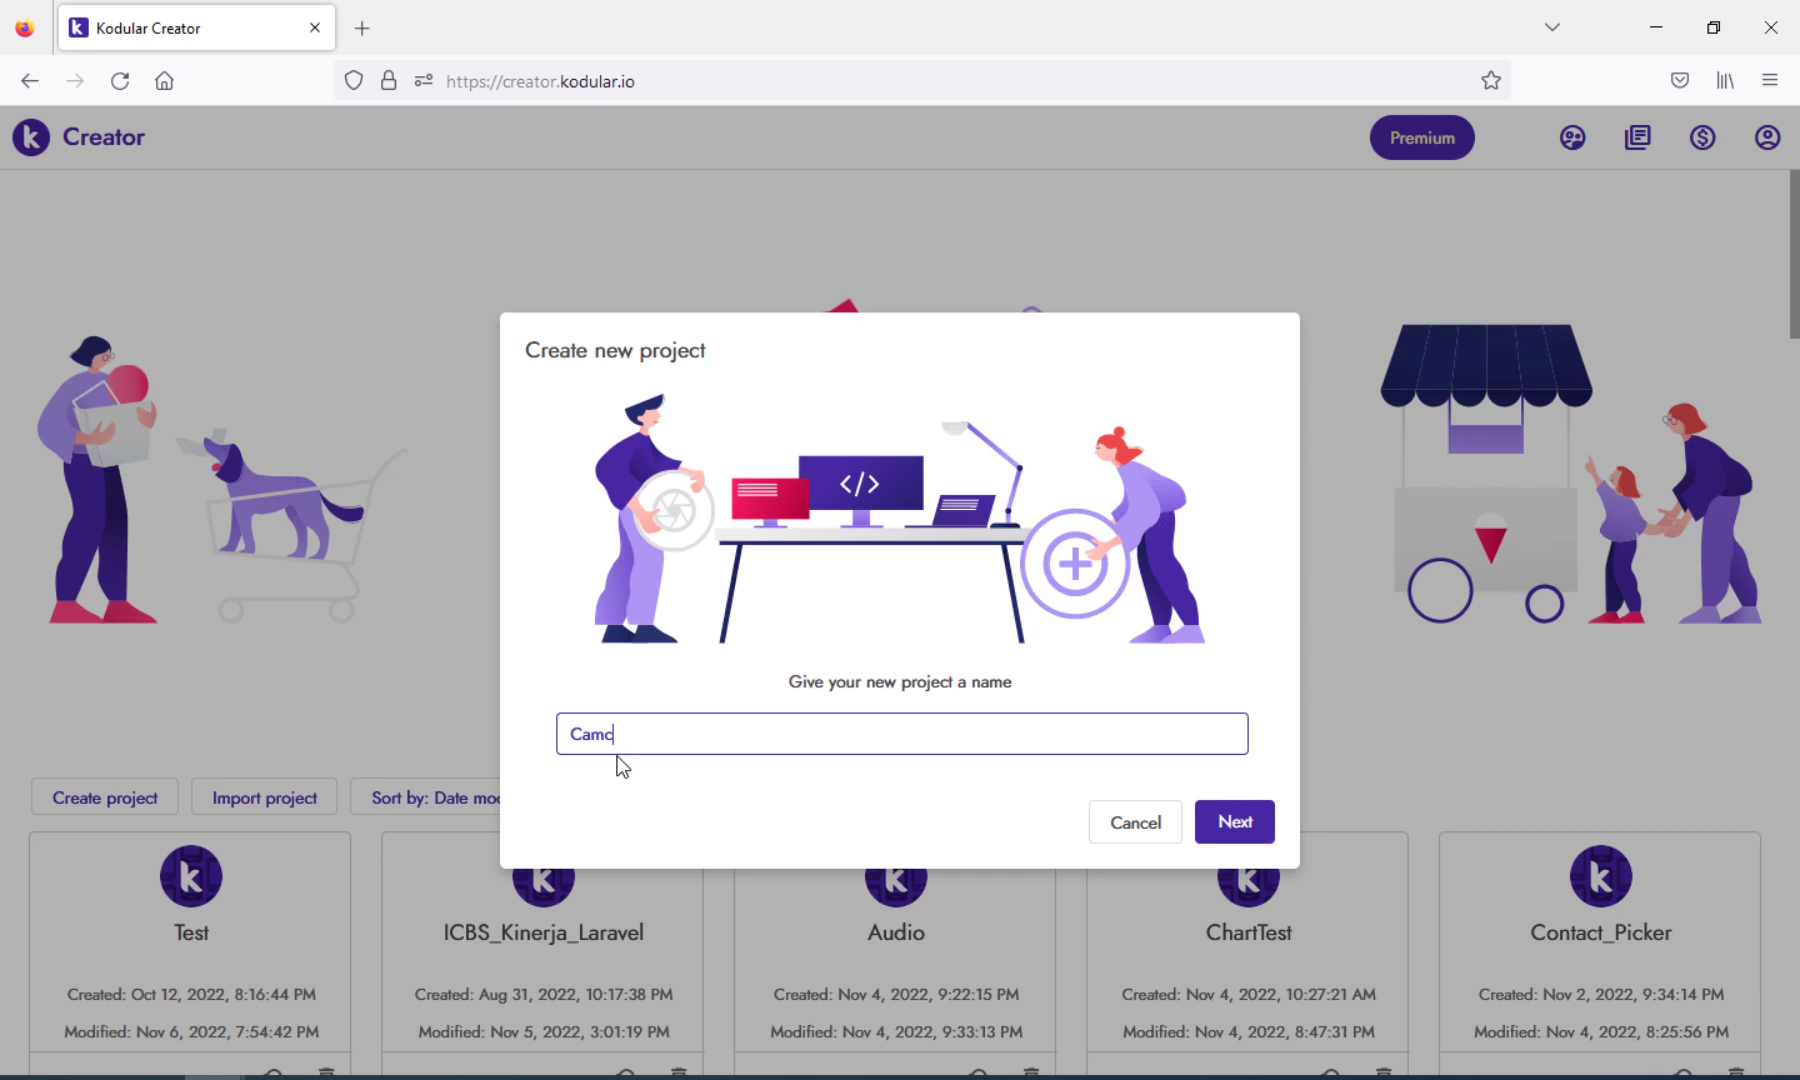 Kodular Creator
https://creator.kodular.io
k Creator
Premium
Create new project
</>
Give your new project a name
Camc
Cancel
Next
Create project
Import project
Sort by: Date mod
k
k
k
k
k
Test
ICBS_Kinerja_Laravel
Audio
ChartTest
Contact_Picker
Created: Oct 12, 2022, 8:16:44 PM
Created: Aug 31, 2022, 10:17:38 PM
Created: Nov 4, 2022, 9:22:15 PM
Created: Nov 4, 2022, 10:27:21 AM
Created: Nov 2, 2022, 9:34:14 PM
Modified: Nov 6, 2022, 7:54:42 PM
Modified: Nov 5, 2022, 3:01:19 PM
Modified: Nov 4, 2022, 9:33:13 PM
Modified: Nov 4, 2022, 8:47:31 PM
Modified: Nov 4, 2022, 8:25:56 PM